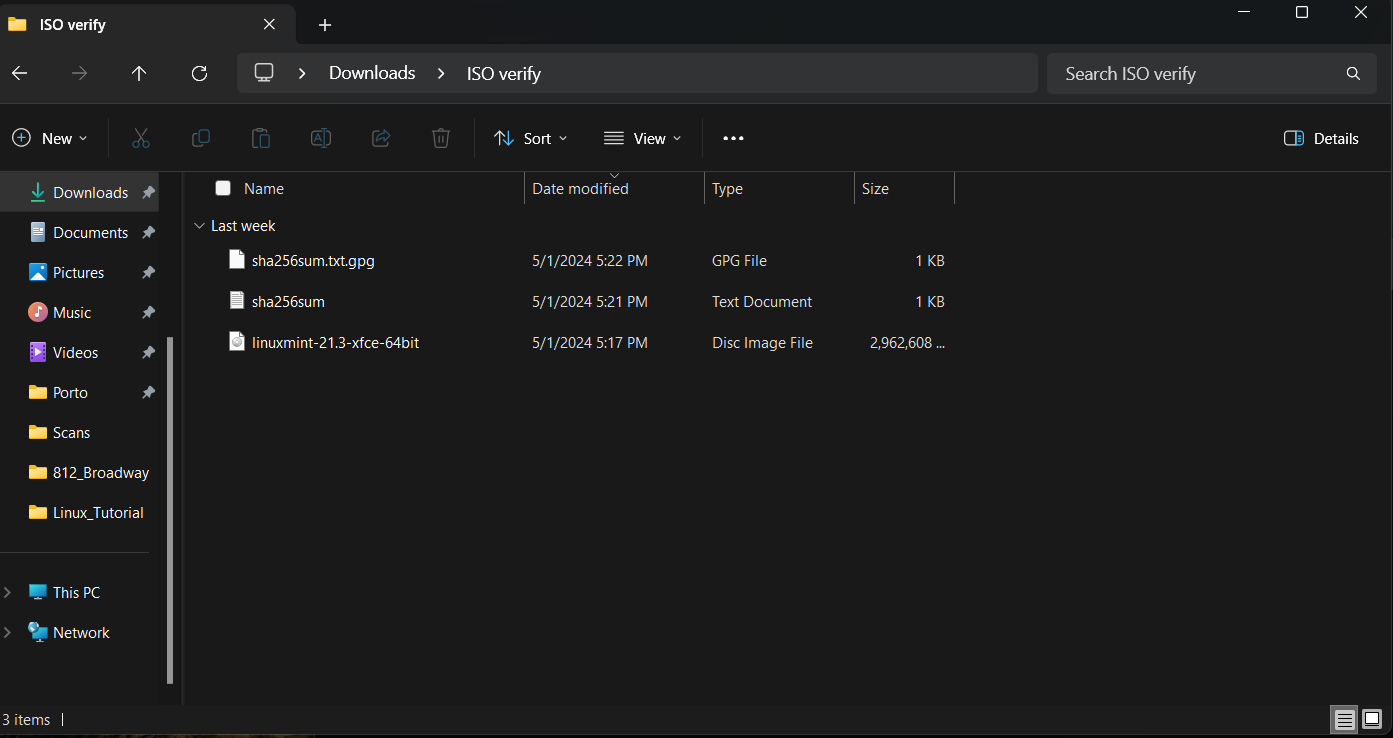 ISO verify
Downloads ISO verify
Search ISO verify
New
Sort
View
Details
Downloads
Documents
Pictures
Music
Videos
Porto
Scans
812_Broadway
Linux_Tutorial
This PC
Network
Name Date modified Type Size
Last week
sha256sum.txt.gpg 5/1/2024 5:22 PM GPG File 1 KB
sha256sum 5/1/2024 5:21 PM Text Document 1 KB
linuxmint-21.3-xfce-64bit 5/1/2024 5:17 PM Disc Image File 2,962,608 ...
3 items